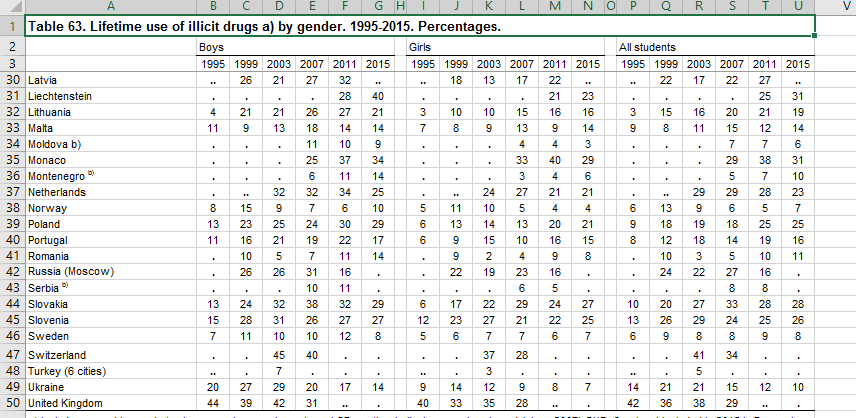 A B C D E F G H I J K L M N O P Q R S T U V
1 Table 63. Lifetime use of illicit drugs a) by gender. 1995-2015. Percentages.
2 Boys Girls All students
3 1995 1999 2003 2007 2011 2015 1995 1999 2003 2007 2011 2015 1995 1999 2003 2007 2011 2015
30 Latvia .. 26 21 27 32 .. .. 18 13 17 22 .. .. 22 17 22 27 ..
31 Liechtenstein . . . . 28 40 . . . . 21 23 . . . . 25 31
32 Lithuania 4 21 21 26 27 21 3 10 10 15 16 16 3 15 16 20 21 19
33 Malta 11 9 13 18 14 14 7 8 9 13 9 14 9 8 11 15 12 14
34 Moldova b) . . . 11 10 9 . . . 4 4 3 . . . 7 7 6
35 Monaco . . . 25 37 34 . . . 33 40 29 . . . 29 38 31
36 Montenegro b) . . . 6 11 14 . . . 3 4 6 . . . 5 7 10
37 Netherlands . .. 32 32 34 25 . .. 24 27 21 21 . .. 29 29 28 23
38 Norway 8 15 9 7 6 10 5 11 10 5 4 4 6 13 9 6 5 7
39 Poland 13 23 25 24 30 29 6 13 14 13 20 21 9 18 19 18 25 25
40 Portugal 11 16 21 19 22 17 6 9 15 10 16 15 8 12 18 14 19 16
41 Romania . 10 5 7 11 14 . 9 2 4 9 8 . 10 3 5 10 11
42 Russia (Moscow) . 26 26 31 16 . . 22 19 23 16 . . 24 22 27 16 .
43 Serbia b) . . . 10 11 . . . . 6 5 . . . . 8 8 .
44 Slovakia 13 24 32 38 32 29 6 17 22 29 24 27 10 20 27 33 28 28
45 Slovenia 15 28 31 26 27 27 12 23 27 21 22 25 13 26 29 24 25 26
46 Sweden 7 11 10 10 12 8 5 6 7 7 6 7 6 9 8 8 9 8
47 Switzerland . . 45 40 . . . . 37 28 . . . . 41 34 . .
48 Turkey (6 cities) .. . 7 . . . .. . 3 . . . .. . 5 . . .
49 Ukraine 20 27 29 20 17 14 9 14 12 9 8 7 14 21 21 15 12 10
50 United Kingdom 44 39 42 31 .. . 40 33 35 28 .. . 42 36 38 29 .. .